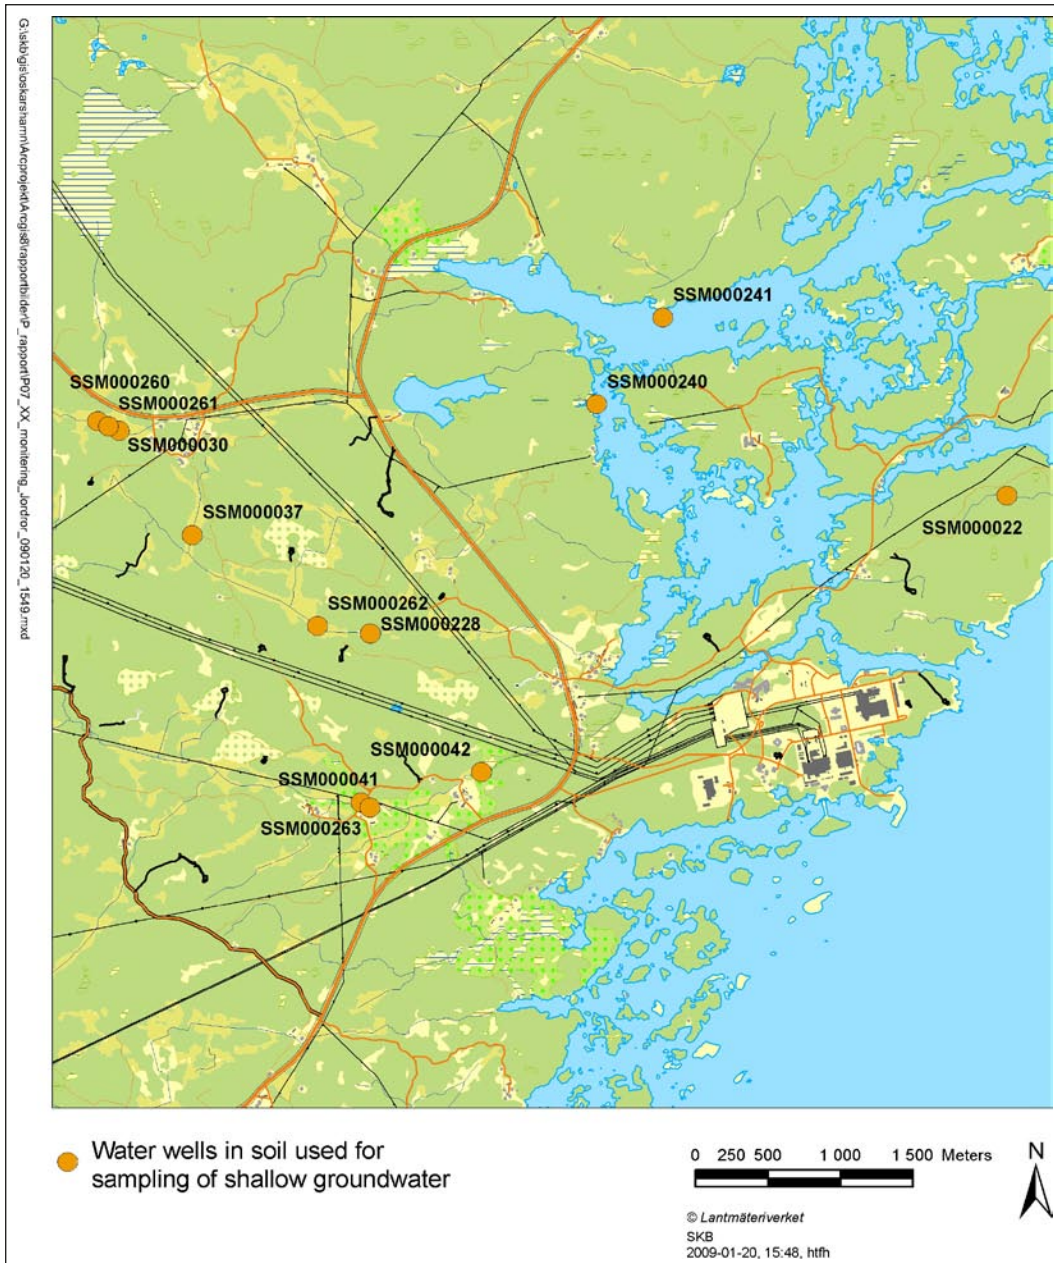 G:\skb\gis\oskarshamn\Arcprojekt\Arcgis8\rapportbilder\P_rapport\P07_XX_monitering_Jordror_090120_1549.mxd
SSM000241
SSM000240
SSM000260
SSM000261
SSM000030
SSM000037
SSM000022
SSM000262
SSM000228
SSM000042
SSM000041
SSM000263
Water wells in soil used for
sampling of shallow groundwater
0 250 500 1 000 1 500 Meters
N
© Lantmäteriverket
SKB
2009-01-20, 15:48, htfh